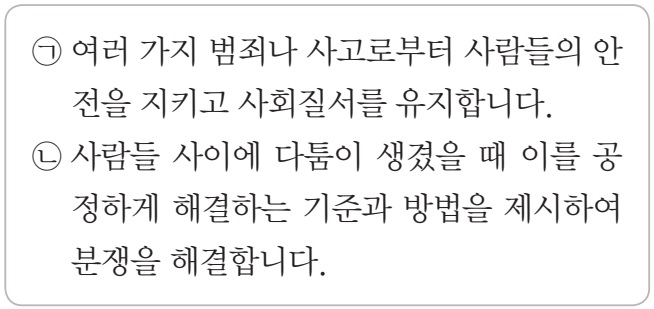 ㉠ 여러 가지 범죄나 사고로부터 사람들의 안
전을 지키고 사회질서를 유지합니다.
㉡ 사람들 사이에 다툼이 생겼을 때 이를 공
정하게 해결하는 기준과 방법을 제시하여
분쟁을 해결합니다.